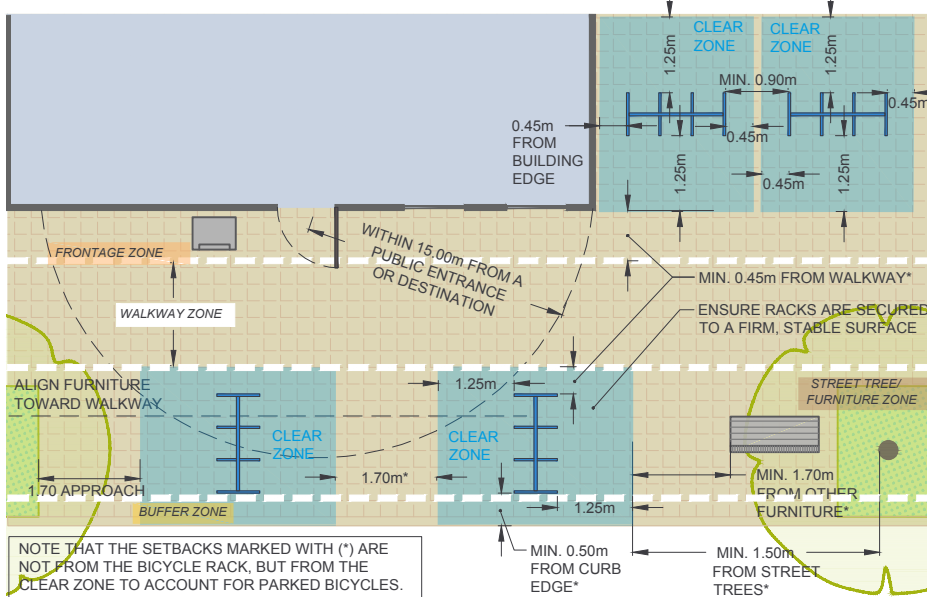 CLEAR
ZONE
CLEAR
ZONE
1.25m
1.25m
MIN. 0.90m
0.45m
0.45m
FROM
BUILDING
EDGE
0.45m
1.25m
1.25m
0.45m
WITHIN 15.00m FROM A
PUBLIC ENTRANCE
OR DESTINATION
FRONTAGE ZONE
MIN. 0.45m FROM WALKWAY*
WALKWAY ZONE
ENSURE RACKS ARE SECURED
TO A FIRM, STABLE SURFACE
ALIGN FURNITURE
TOWARD WALKWAY
1.25m
STREET TREE/
FURNITURE ZONE
CLEAR
ZONE
CLEAR
ZONE
1.70 APPROACH
1.70m*
MIN. 1.70m
FROM OTHER
FURNITURE*
BUFFER ZONE
1.25m
NOTE THAT THE SETBACKS MARKED WITH (*) ARE
NOT FROM THE BICYCLE RACK, BUT FROM THE
CLEAR ZONE TO ACCOUNT FOR PARKED BICYCLES.
MIN. 0.50m
FROM CURB
EDGE*
MIN. 1.50m
FROM STREET
TREES*